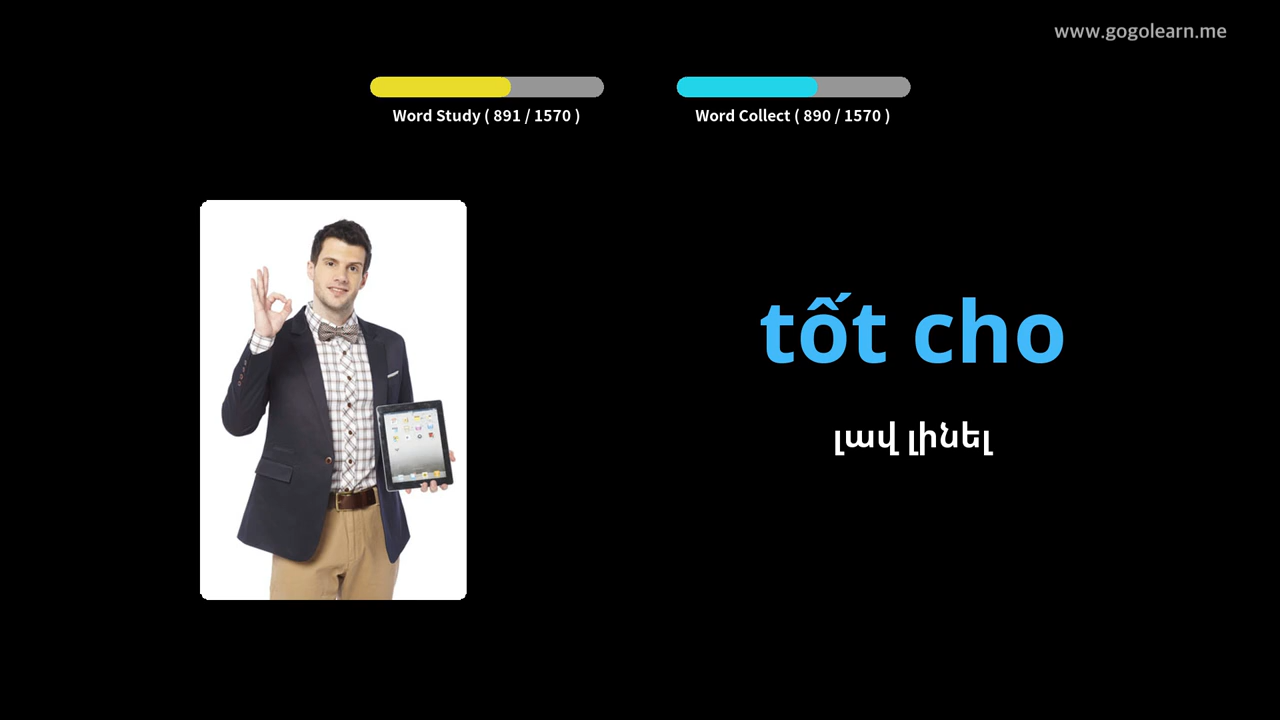 www.gogolearn.me
Word Study ( 891 / 1570 )
Word Collect ( 890 / 1570 )
tốt cho
լավ լինել